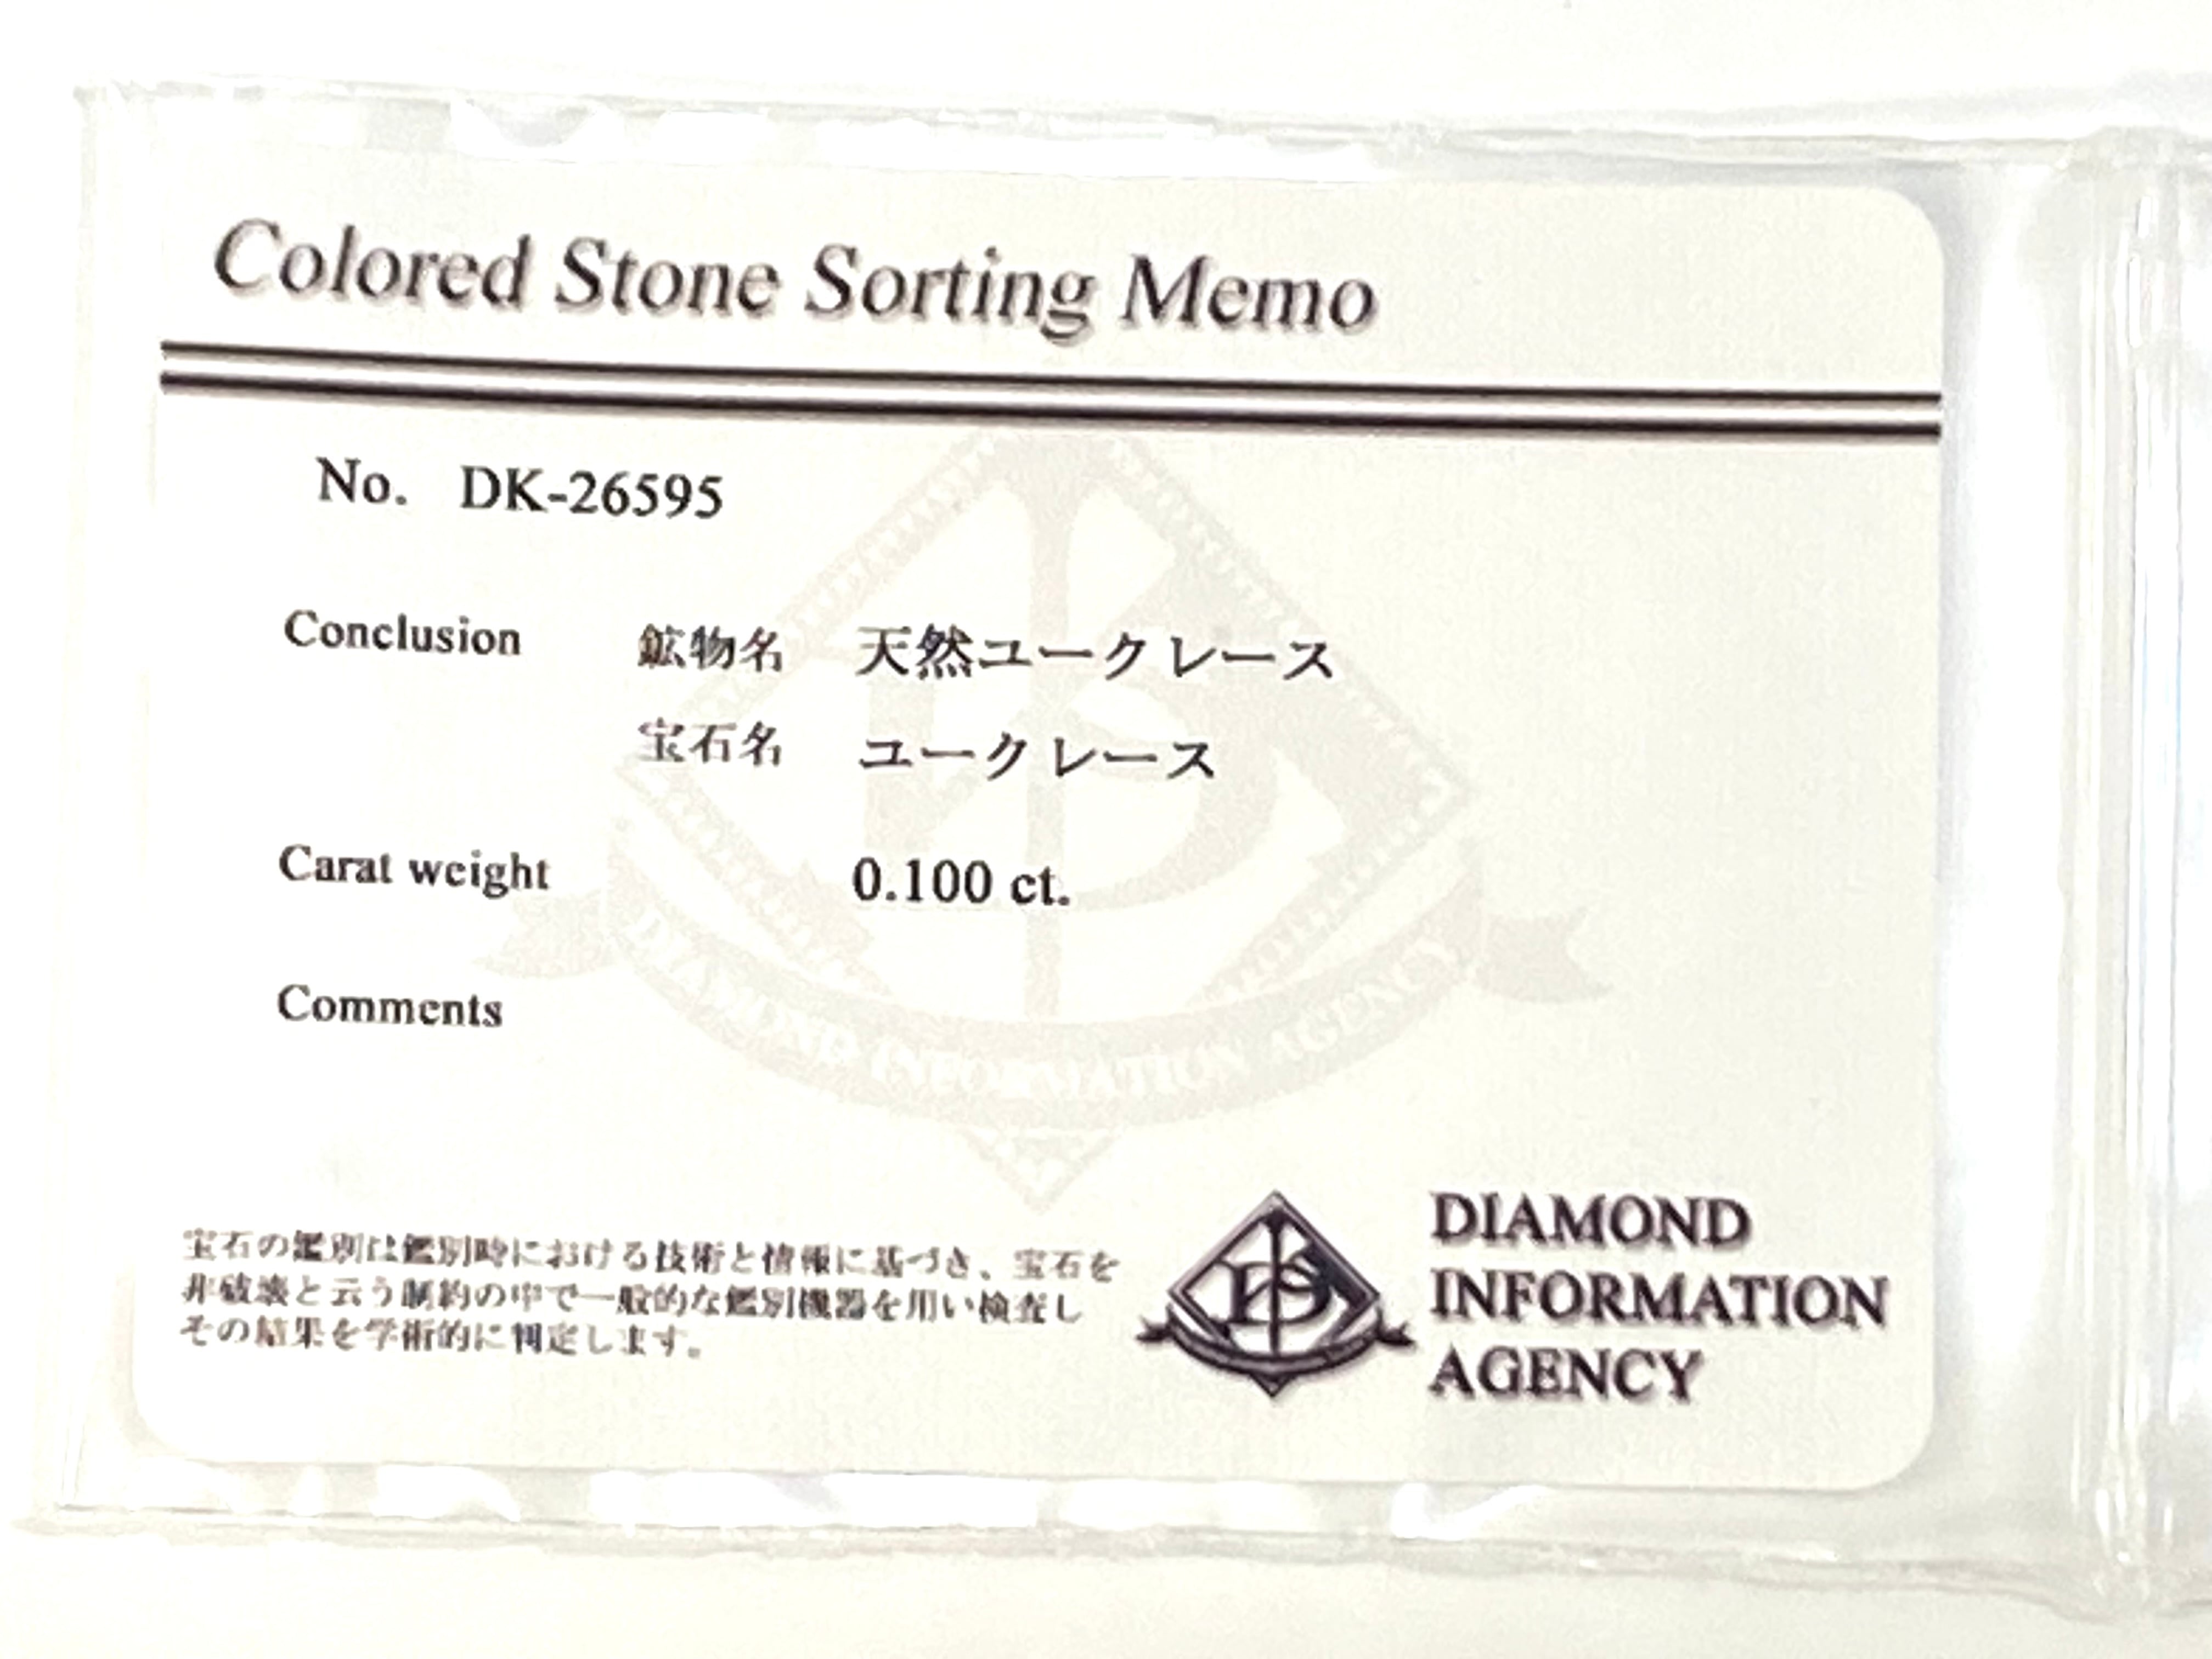 Colored Stone Sorting Memo
No. DK-26595
Conclusion 鉱物名 天然ユークレース
宝石名 ユークレース
Carat weight 0.100 ct.
Comments
DIAMOND INFORMATION AGENCY
宝石の鑑別は鑑別時における技術と情報に基づき、宝石を
非破壊と云う制約の中で一般的な鑑別機器を用い検査し
その結果を学術的に判定します。
DIAMOND
INFORMATION
AGENCY